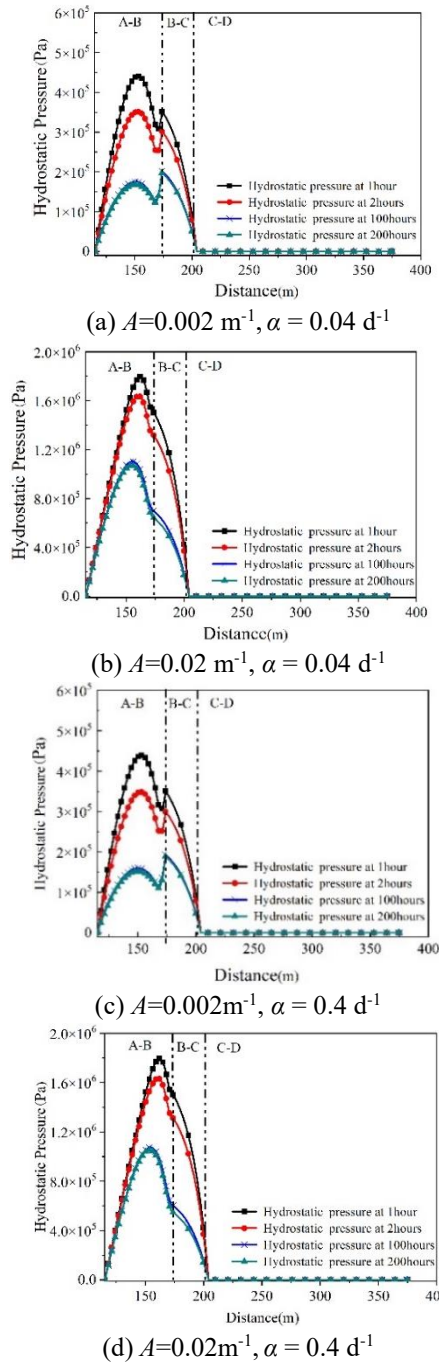 A-B B-C C-D
Hydrostatic Pressure(Pa)
6×10⁵
5×10⁵
4×10⁵
3×10⁵
2×10⁵
1×10⁵
0
Hydrostatic pressure at 1hour
Hydrostatic pressure at 2hours
Hydrostatic pressure at 100hours
Hydrostatic pressure at 200hours
150 200 250 300 350 400
Distance(m)
(a) A=0.002 m⁻¹, α = 0.04 d⁻¹
A-B B-C C-D
Hydrostatic Pressure(Pa)
1.8×10⁶
1.6×10⁶
1.2×10⁶
8.0×10⁵
4.0×10⁵
0.0
Hydrostatic pressure at 1hour
Hydrostatic pressure at 2hours
Hydrostatic pressure at 100hours
Hydrostatic pressure at 200hours
150 200 250 300 350 400
Distance(m)
(b) A=0.02 m⁻¹, α = 0.04 d⁻¹
A-B B-C C-D
Hydrostatic Pressure(Pa)
6×10⁵
5×10⁵
4×10⁵
3×10⁵
2×10⁵
1×10⁵
0
Hydrostatic pressure at 1hour
Hydrostatic pressure at 2hours
Hydrostatic pressure at 100hours
Hydrostatic pressure at 200hours
150 200 250 300 350 400
Distance(m)
(c) A=0.002m⁻¹, α = 0.4 d⁻¹
A-B B-C C-D
Hydrostatic Pressure(Pa)
1.8×10⁶
1.6×10⁶
1.2×10⁶
8.0×10⁵
4.0×10⁵
0.0
Hydrostatic pressure at 1hour
Hydrostatic pressure at 2hours
Hydrostatic pressure at 100hours
Hydrostatic pressure at 200hours
150 200 250 300 350 400
Distance(m)
(d) A=0.02m⁻¹, α = 0.4 d⁻¹